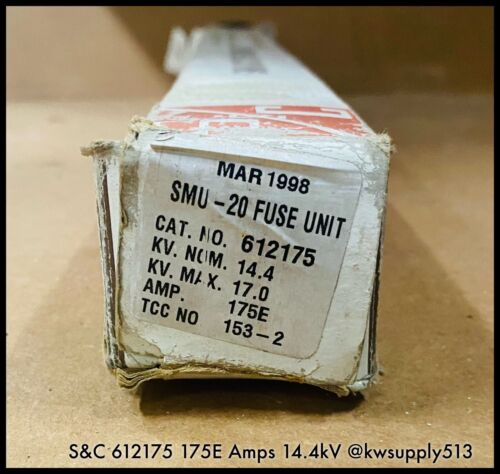 MAR 1998
SMU-20 FUSE UNIT
CAT. NO. 612175
KV. NOM. 14.4
KV. MAX. 17.0
AMP. 175E
TCC NO 153-2
S&C 612175 175E Amps 14.4kV @kwsupply513